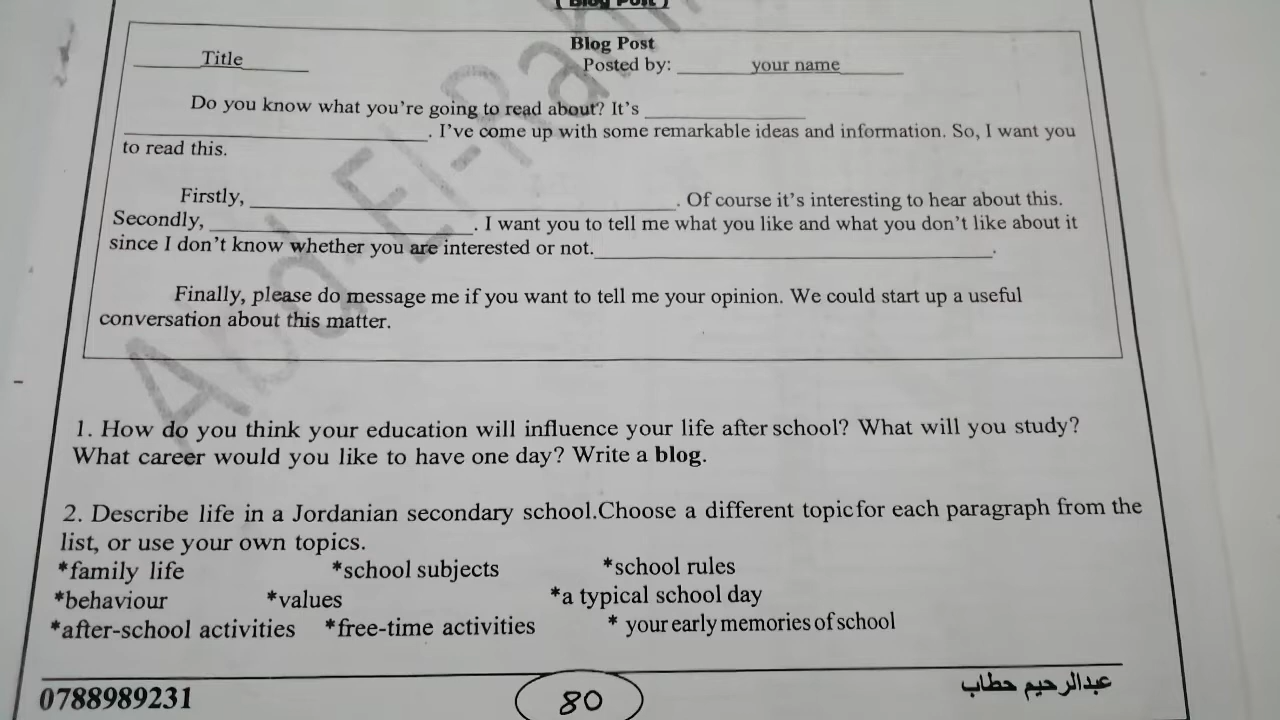 ( Blog Post )
Blog Post
Title
Posted by: your name
Do you know what you're going to read about? It's ____________
____________. I've come up with some remarkable ideas and information. So, I want you
to read this.
Firstly, ____________. Of course it's interesting to hear about this.
Secondly, ____________. I want you to tell me what you like and what you don't like about it
since I don't know whether you are interested or not.____________.
Finally, please do message me if you want to tell me your opinion. We could start up a useful
conversation about this matter.
1. How do you think your education will influence your life after school? What will you study?
What career would you like to have one day? Write a blog.
2. Describe life in a Jordanian secondary school.Choose a different topic for each paragraph from the
list, or use your own topics.
*family life *school subjects *school rules
*behaviour *values *a typical school day
*after-school activities *free-time activities * your early memories of school
0788989231 80 عبدالرحيم حطاب